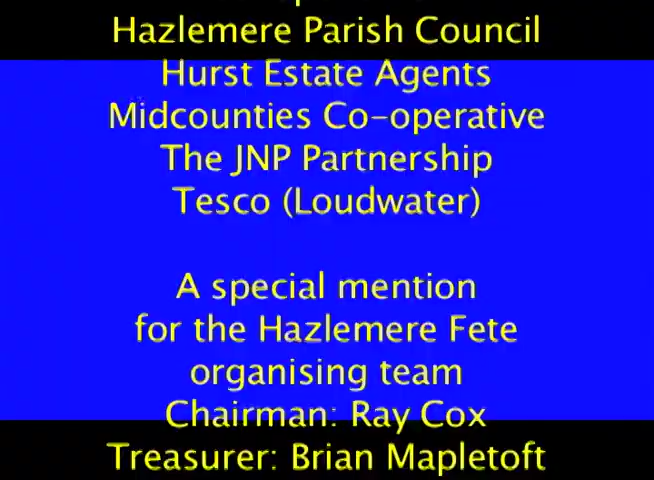 Hazlemere Parish Council
Hurst Estate Agents
Midcounties Co-operative
The JNP Partnership
Tesco (Loudwater)
A special mention
for the Hazlemere Fete
organising team
Chairman: Ray Cox
Treasurer: Brian Mapletoft